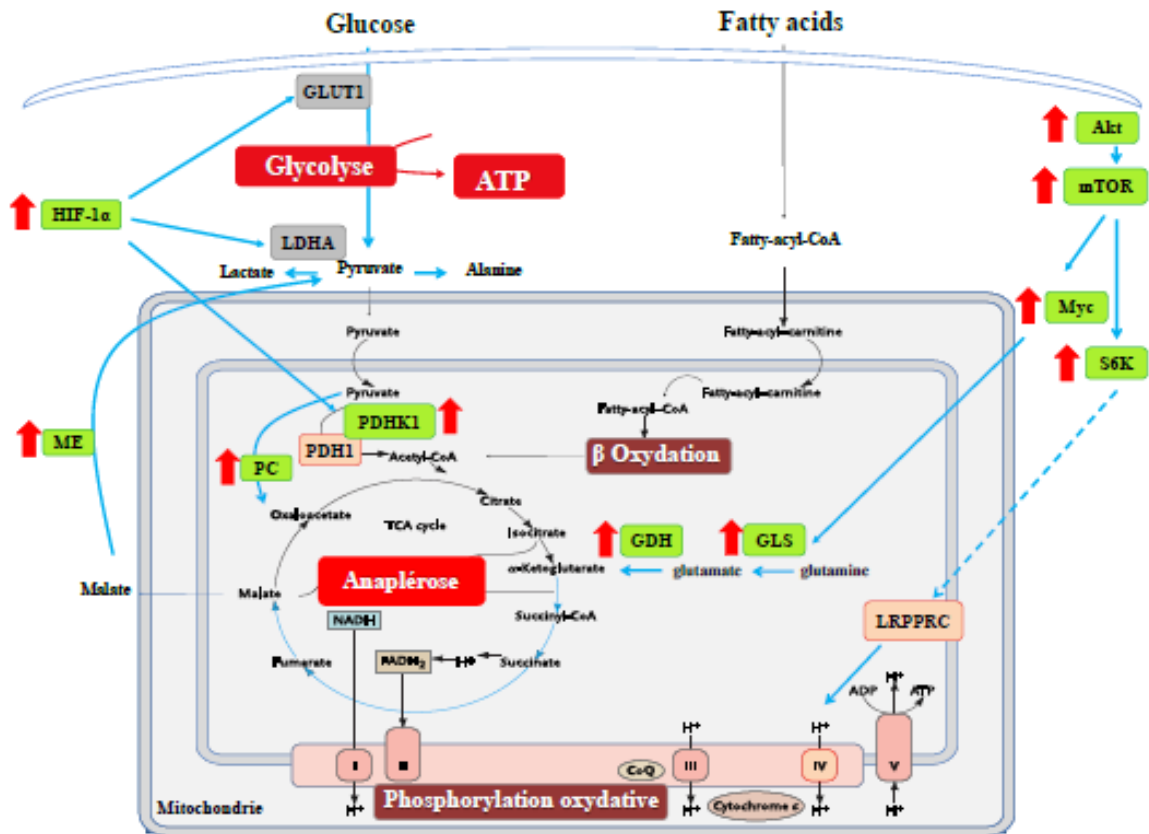 Glucose
Fatty acids
GLUT1
Akt
Glycolyse
ATP
mTOR
HIF-1α
LDHA
Fatty-acyl-CoA
Lactate
Pyruvate
Alanine
Myc
Pyruvate
Fatty-acyl-carnitine
S6K
Pyruvate
Fatty-acyl-carnitine
Fatty-acyl-CoA
PDHK1
ME
PDH1
Acetyl-CoA
β Oxydation
PC
Citrate
Oxaloacetate
TCA cycle
Isocitrate
GDH
GLS
α-Ketoglutarate
glutamate
glutamine
Anaplérose
Malate
Malate
NADH
Succinyl-CoA
LRPPRC
Fumarate
FADH₂
H+
Succinate
H+
ADP
ATP
H+
H+
I
II
CoQ
III
IV
V
Mitochondrie
H+
Phosphorylation oxydative
H+
Cytochrome c
H+
H+